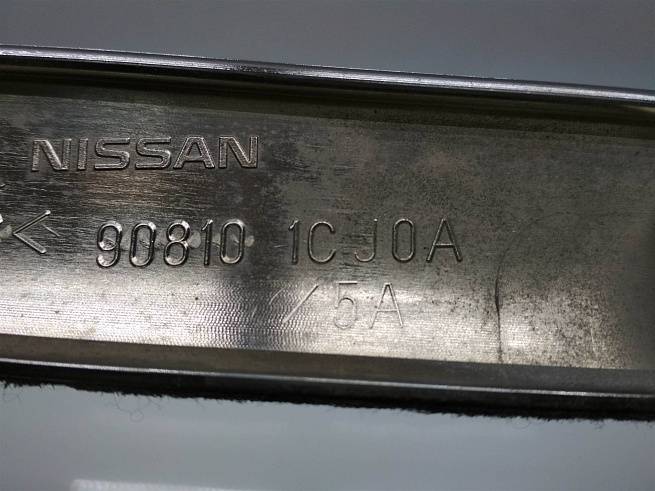 NISSAN
< 90810 1CJ0A
/5A